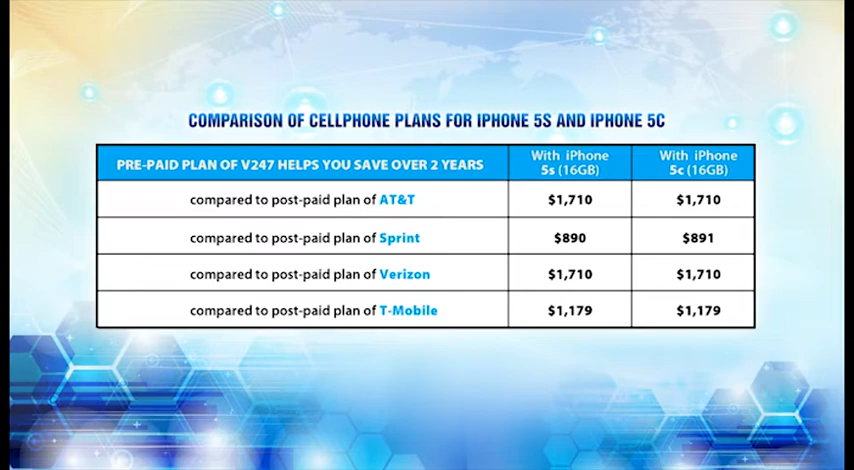 COMPARISON OF CELLPHONE PLANS FOR IPHONE 5S AND IPHONE 5C
PRE-PAID PLAN OF V247 HELPS YOU SAVE OVER 2 YEARS
With iPhone
5s (16GB)
With iPhone
5c (16GB)
compared to post-paid plan of AT&T $1,710 $1,710
compared to post-paid plan of Sprint $890 $891
compared to post-paid plan of Verizon $1,710 $1,710
compared to post-paid plan of T-Mobile $1,179 $1,179